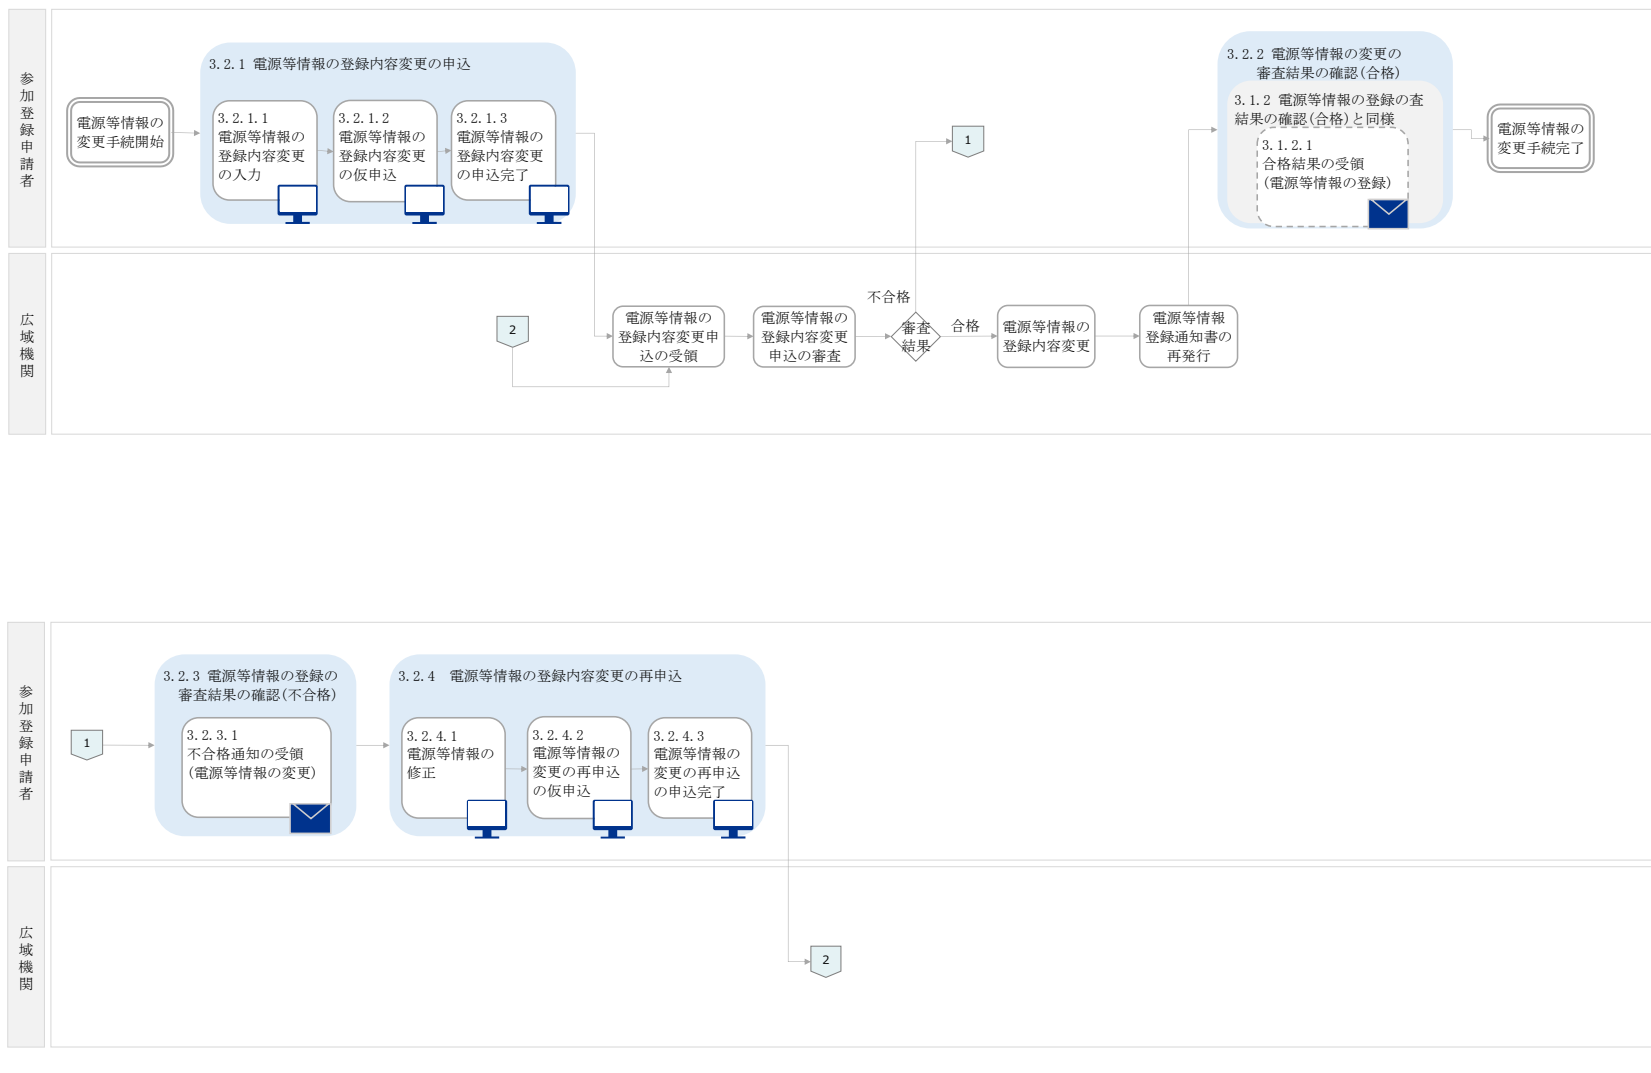 参加登録申請者
電源等情報の
変更手続開始
3.2.1 電源等情報の登録内容変更の申込
3.2.1.1
電源等情報の
登録内容変更
の入力
3.2.1.2
電源等情報の
登録内容変更
の仮申込
3.2.1.3
電源等情報の
登録内容変更
の申込完了
1
3.2.2 電源等情報の変更の
審査結果の確認(合格)
3.1.2 電源等情報の登録の査
結果の確認(合格)と同様
3.1.2.1
合格結果の受領
(電源等情報の登録)
電源等情報の
変更手続完了
広域機関
2
電源等情報の
登録内容変更申
込の受領
電源等情報の
登録内容変更
申込の審査
不合格
審査
結果
合格
電源等情報の
登録内容変更
電源等情報
登録通知書の
再発行
参加登録申請者
1
3.2.3 電源等情報の登録の
審査結果の確認(不合格)
3.2.3.1
不合格通知の受領
(電源等情報の変更)
3.2.4 電源等情報の登録内容変更の再申込
3.2.4.1
電源等情報の
修正
3.2.4.2
電源等情報の
変更の再申込
の仮申込
3.2.4.3
電源等情報の
変更の再申込
の申込完了
広域機関
2